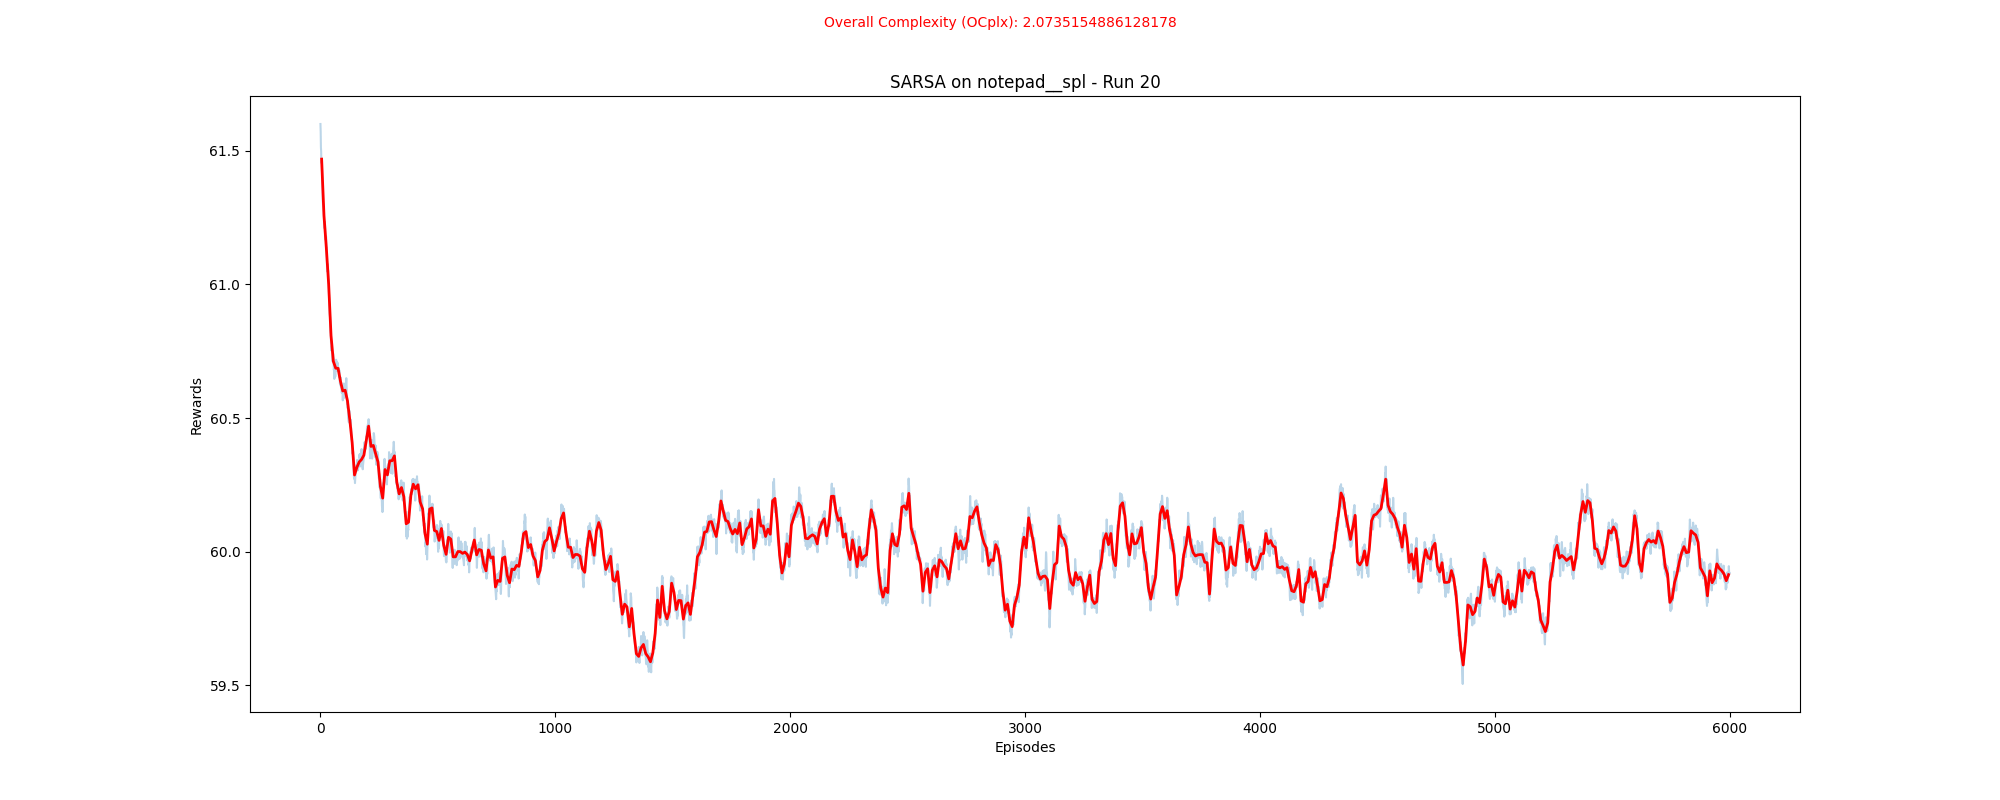 Overall Complexity (OCplx): 2.0735154886128178
SARSA on notepad__spl - Run 20
61.5
61.0
60.5
60.0
59.5
Rewards
0 1000 2000 3000 4000 5000 6000
Episodes